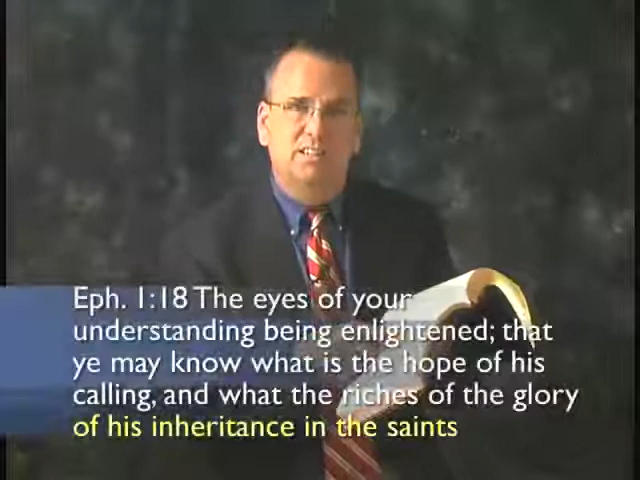 Eph. 1:18 The eyes of your
understanding being enlightened; that
ye may know what is the hope of his
calling, and what the riches of the glory
of his inheritance in the saints